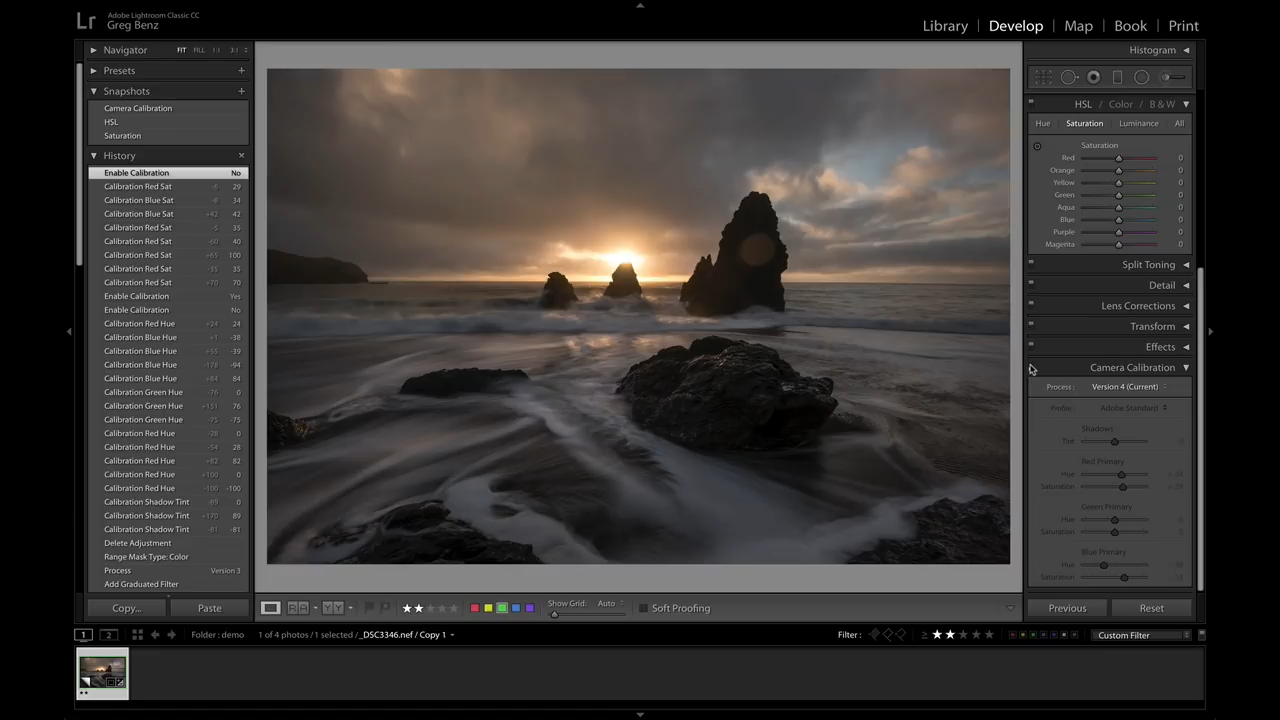 Lr Adobe Lightroom Classic CC
Greg Benz
Library | Develop | Map | Book | Print
Navigator FIT FILL 1:1 3:1
Presets +
Snapshots +
Camera Calibration
HSL
Saturation
History
Enable Calibration No
Calibration Red Sat -6 29
Calibration Blue Sat -8 34
Calibration Blue Sat +42 42
Calibration Red Sat -5 35
Calibration Red Sat -60 40
Calibration Red Sat +65 100
Calibration Red Sat -35 35
Calibration Red Sat +70 70
Enable Calibration Yes
Enable Calibration No
Calibration Red Hue +24 24
Calibration Blue Hue +1 -38
Calibration Blue Hue +55 -39
Calibration Blue Hue -178 -94
Calibration Blue Hue +84 84
Calibration Green Hue -76 0
Calibration Green Hue +151 76
Calibration Green Hue -75 -75
Calibration Red Hue -28 0
Calibration Red Hue -54 28
Calibration Red Hue +82 82
Calibration Red Hue +100 0
Calibration Red Hue -100 -100
Calibration Shadow Tint -89 0
Calibration Shadow Tint +170 89
Calibration Shadow Tint -81 -81
Delete Adjustment
Range Mask Type: Color
Process Version 3
Add Graduated Filter
Copy... Paste
Histogram
HSL / Color / B & W
Hue Saturation Luminance All
Saturation
Red 0
Orange 0
Yellow 0
Green 0
Aqua 0
Blue 0
Purple 0
Magenta 0
Split Toning
Detail
Lens Corrections
Transform
Effects
Camera Calibration
Process: Version 4 (Current)
Profile: Adobe Standard
Shadows
Tint
Red Primary
Hue
Saturation
Green Primary
Hue
Saturation
Blue Primary
Hue
Saturation
Previous Reset
Show Grid: Auto Soft Proofing
1 2 Folder : demo 1 of 4 photos / 1 selected / _DSC3346.nef / Copy 1 Filter : Custom Filter